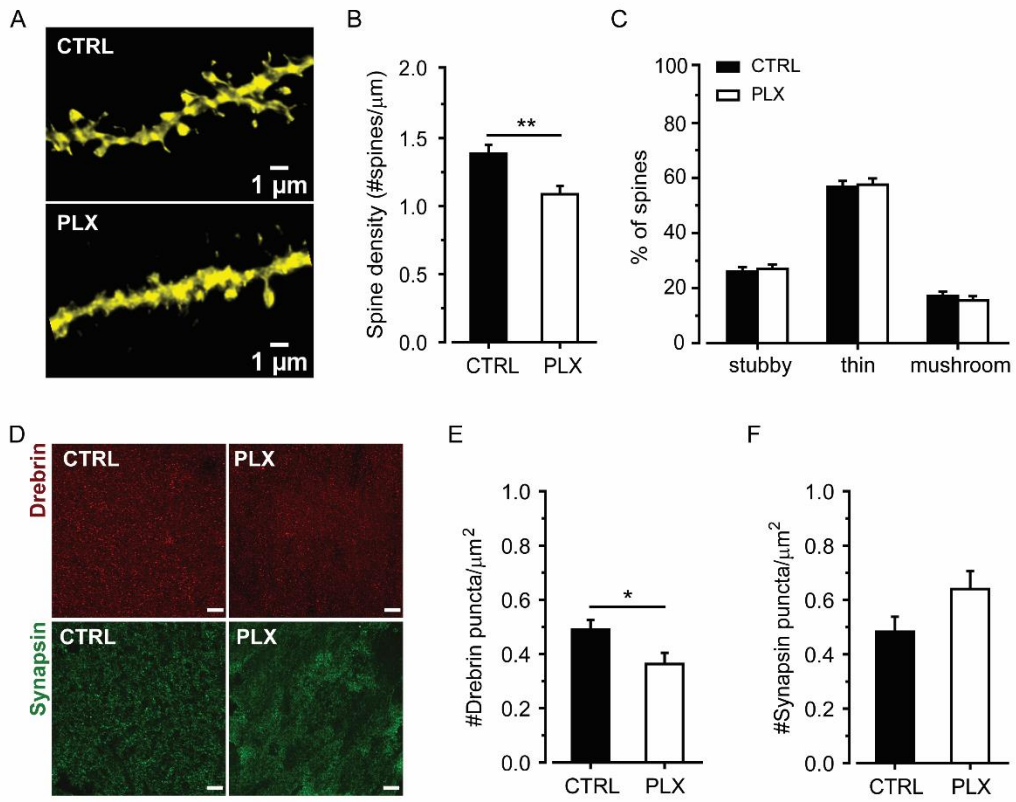 A
CTRL
1 μm
PLX
1 μm
B
Spine density (#spines/μm)
2.0
1.5
1.0
0.5
0.0
**
CTRL PLX
C
% of spines
100
80
60
40
20
0
CTRL
PLX
stubby thin mushroom
D
Drebrin
CTRL PLX
Synapsin
CTRL PLX
E
#Drebrin puncta/μm²
1.0
0.8
0.6
0.4
0.2
0.0
*
CTRL PLX
F
#Synapsin puncta/μm²
1.0
0.8
0.6
0.4
0.2
0.0
CTRL PLX